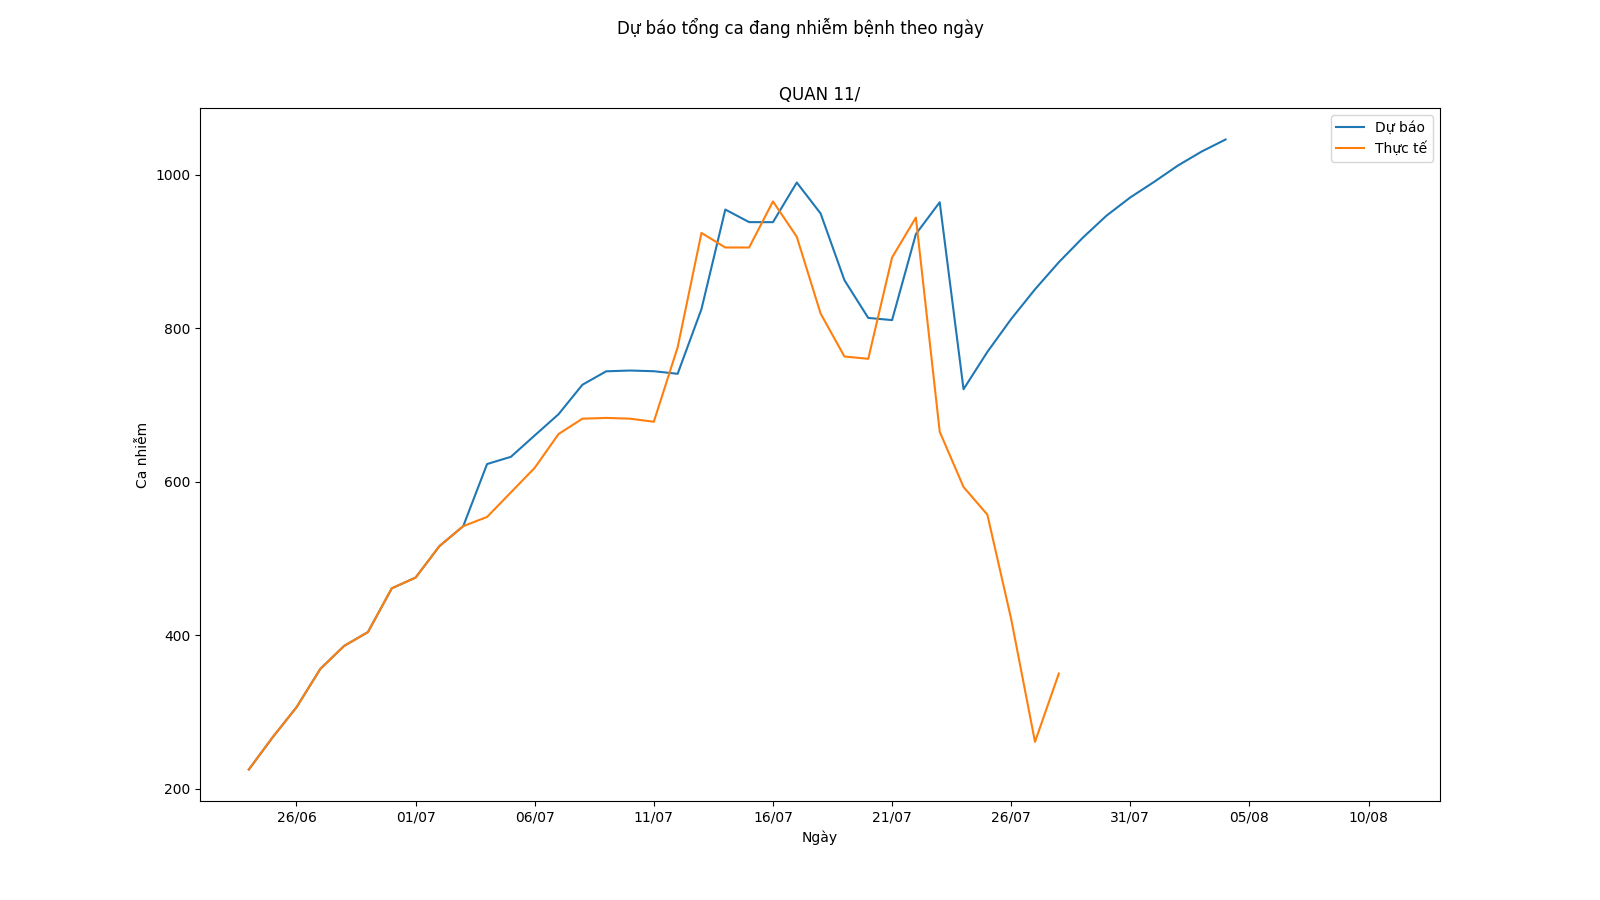 Dự báo tổng ca đang nhiễm bệnh theo ngày
QUAN 11/
Dự báo
Thực tế
1000
800
600
400
200
Ca nhiễm
26/06 01/07 06/07 11/07 16/07 21/07 26/07 31/07 05/08 10/08
Ngày